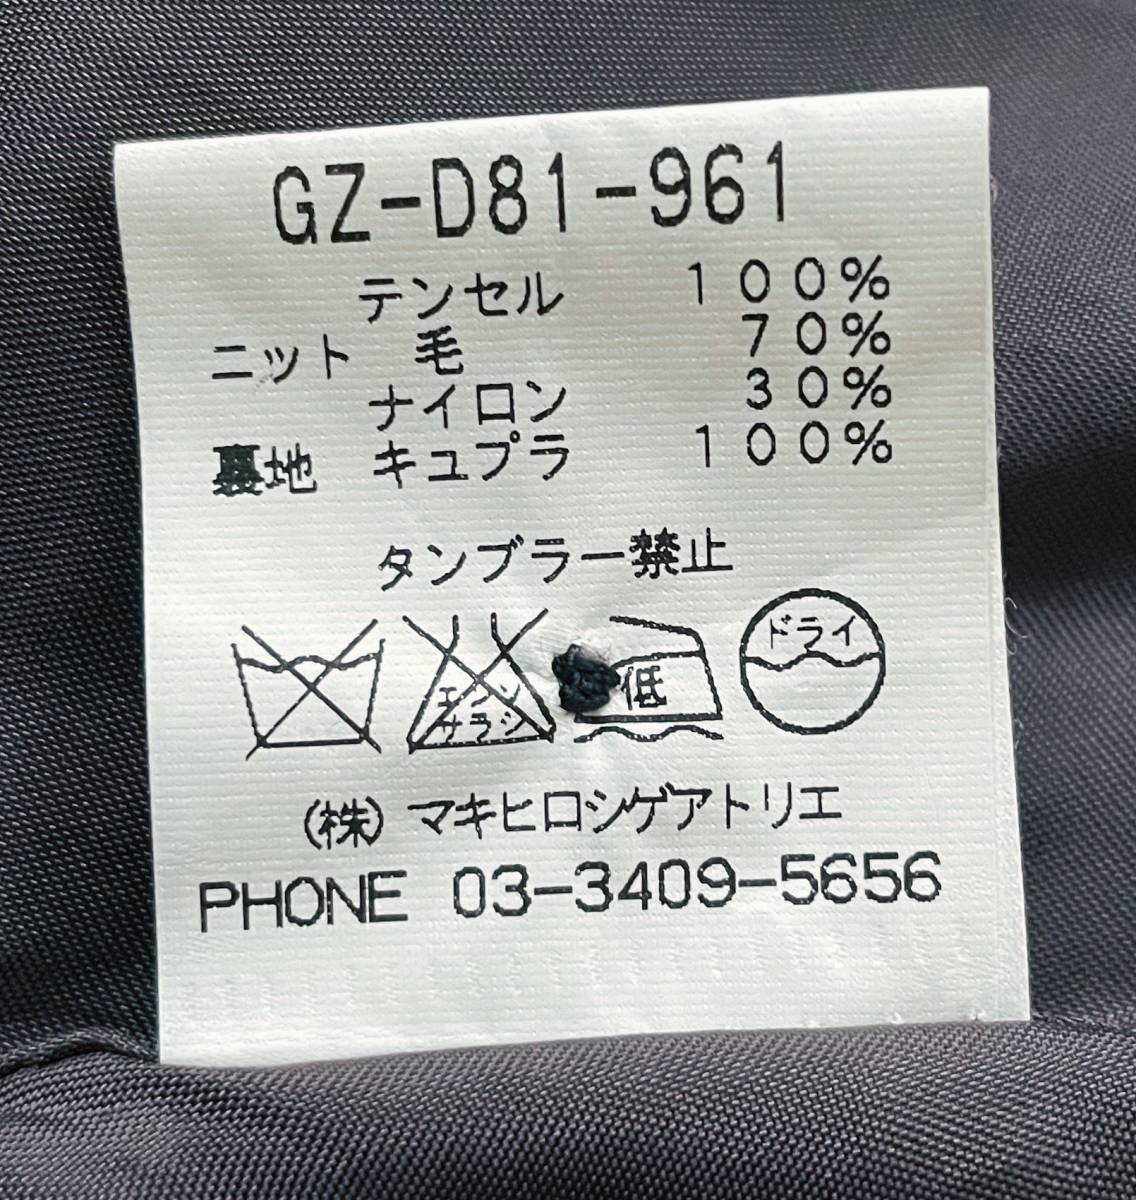 GZ-D81-961
テンセル 100%
ニット 毛 70%
ナイロン 30%
裏地 キュプラ 100%
タンブラー禁止
エンソ
サラシ
低
ドライ
(株) マキヒロシゲアトリエ
PHONE 03-3409-5656